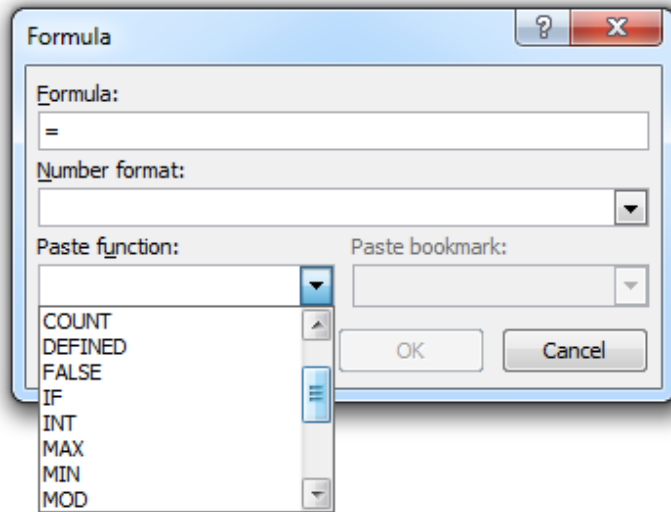 Formula
Formula:
=
Number format:
Paste function:
Paste bookmark:
COUNT
DEFINED
FALSE
IF
INT
MAX
MIN
MOD
OK
Cancel